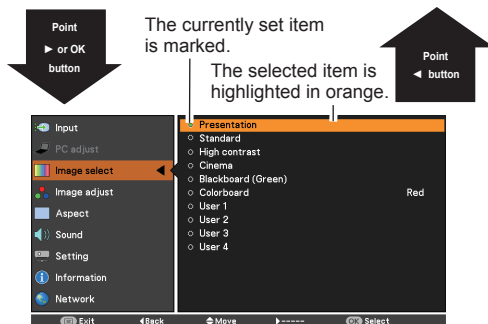 Point
► or OK
button
The currently set item
is marked.
The selected item is
highlighted in orange.
Point
◄ button
Input
PC adjust
Image select
Image adjust
Aspect
Sound
Setting
Information
Network
Presentation
Standard
High contrast
Cinema
Blackboard (Green)
Colorboard Red
User 1
User 2
User 3
User 4
Exit ◄Back Move ►----- OK Select